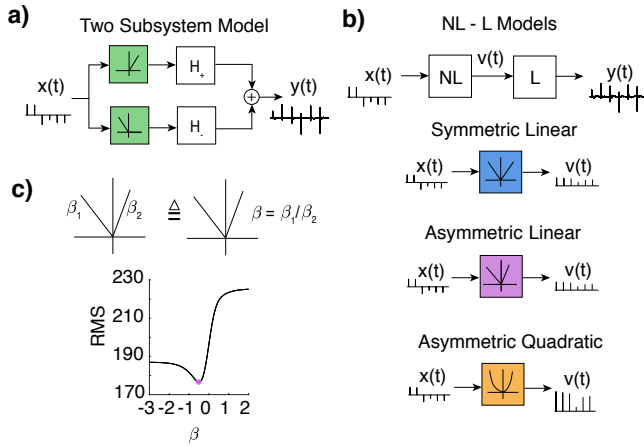 a)
Two Subsystem Model
x(t)
H+
H-
+
y(t)
b)
NL - L Models
x(t)
NL
v(t)
L
y(t)
Symmetric Linear
x(t)
v(t)
Asymmetric Linear
x(t)
v(t)
Asymmetric Quadratic
x(t)
v(t)
c)
β1 β2 ≜ β = β1/β2
230
210
190
170
RMS
-3 -2 -1 0 1 2
β